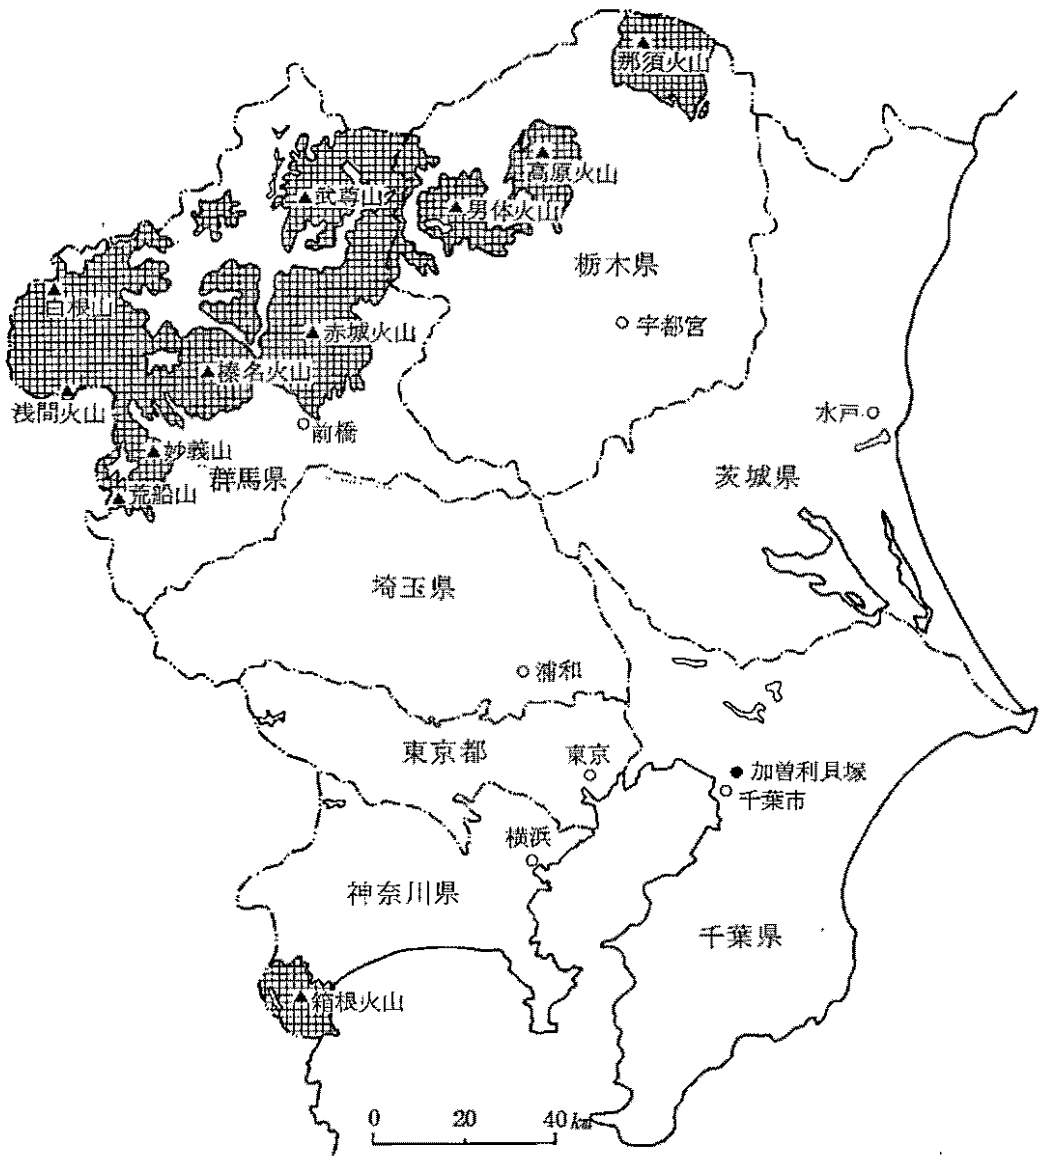 那須火山
高原火山
武尊山
男体火山
栃木県
白根山
赤城火山
宇都宮
榛名火山
浅間火山
前橋
水戸
妙義山
群馬県
茨城県
荒船山
埼玉県
浦和
東京都
東京
加曽利貝塚
千葉市
横浜
神奈川県
千葉県
箱根火山
0 20 40km